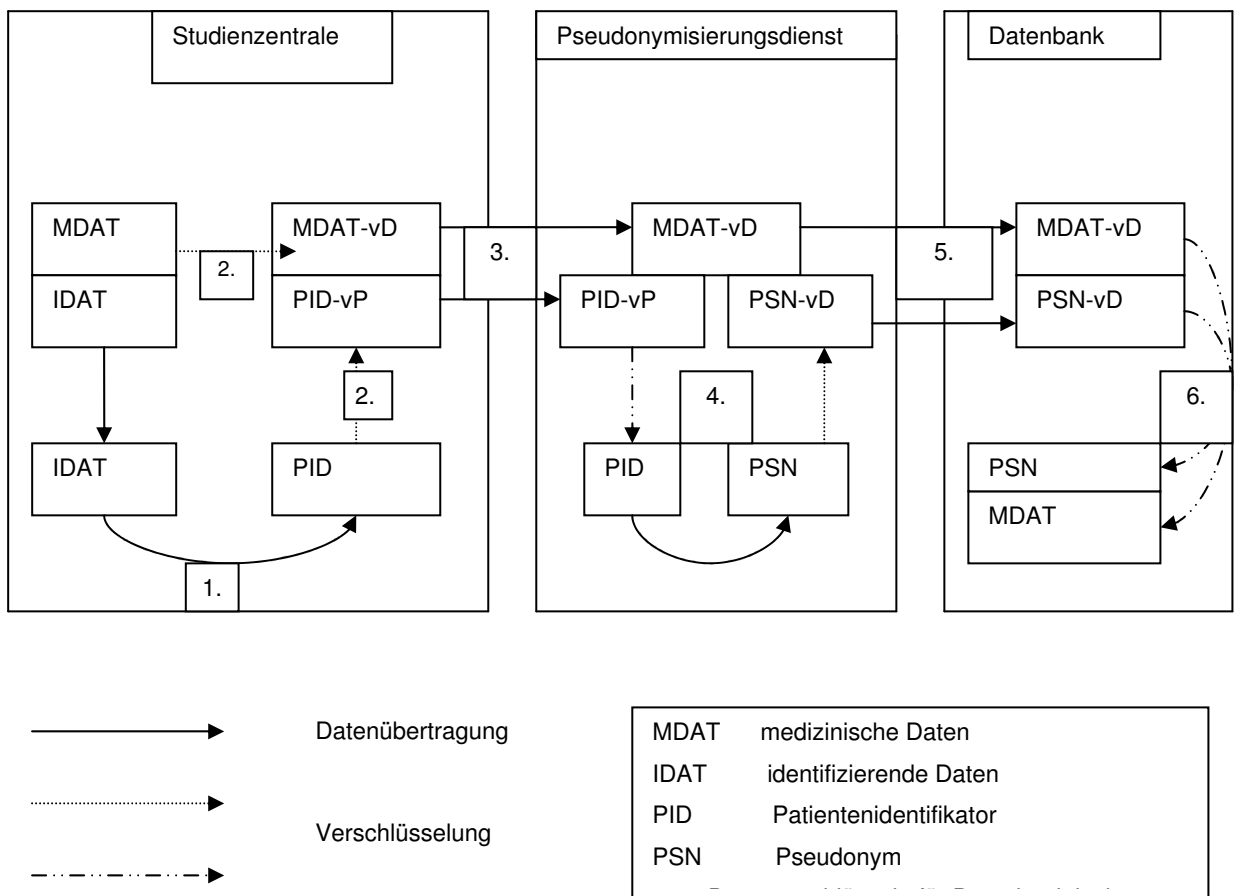 Studienzentrale
Pseudonymisierungsdienst
Datenbank
MDAT
2.
MDAT-vD
3.
MDAT-vD
5.
MDAT-vD
IDAT
PID-vP
PID-vP
PSN-vD
PSN-vD
2.
4.
6.
IDAT
PID
PID
PSN
PSN
MDAT
1.
Datenübertragung
Verschlüsselung
MDAT medizinische Daten
IDAT identifizierende Daten
PID Patientenidentifikator
PSN Pseudonym